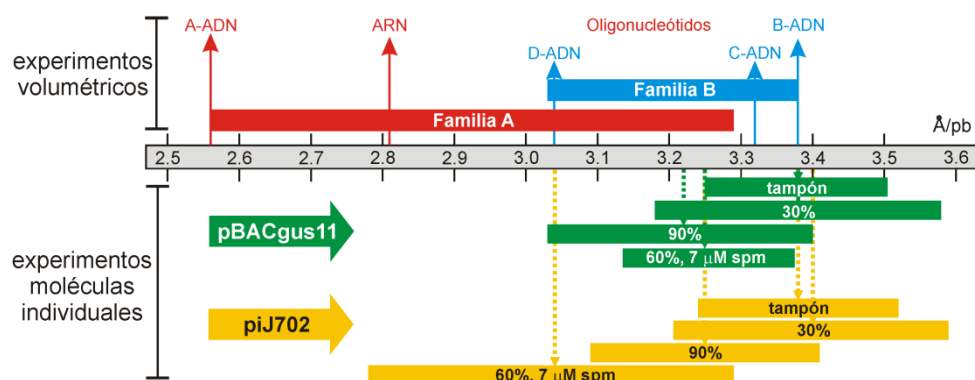 A-ADN
ARN
Oligonucleótidos
B-ADN
D-ADN
C-ADN
experimentos
volumétricos
Familia B
Familia A
Å/pb
2.5 2.6 2.7 2.8 2.9 3.0 3.1 3.2 3.3 3.4 3.5 3.6
experimentos
moléculas
individuales
pBACgus11
tampón
30%
90%
60%, 7 µM spm
piJ702
tampón
30%
90%
60%, 7 µM spm